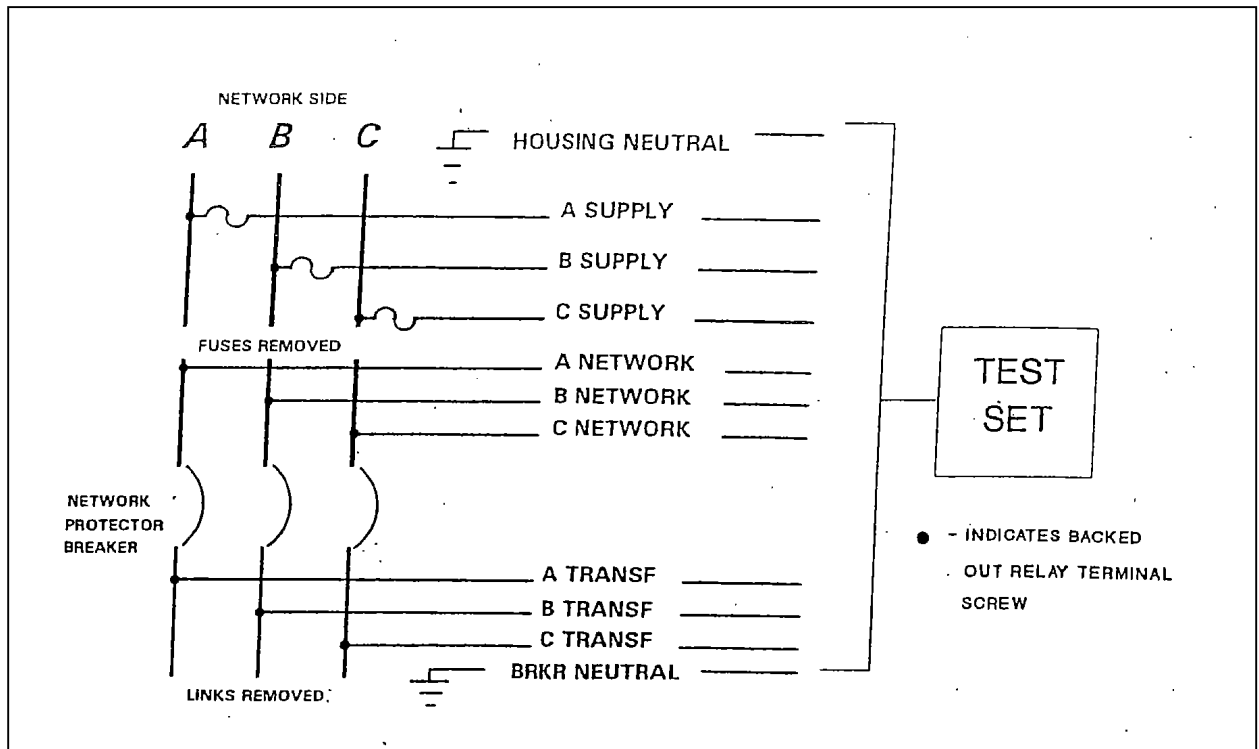 NETWORK SIDE
A B C
HOUSING NEUTRAL
A SUPPLY
B SUPPLY
C SUPPLY
FUSES REMOVED
A NETWORK
B NETWORK
C NETWORK
TEST
SET
NETWORK
PROTECTOR
BREAKER
- INDICATES BACKED
OUT RELAY TERMINAL
SCREW
A TRANSF
B TRANSF
C TRANSF
BRKR NEUTRAL
LINKS REMOVED